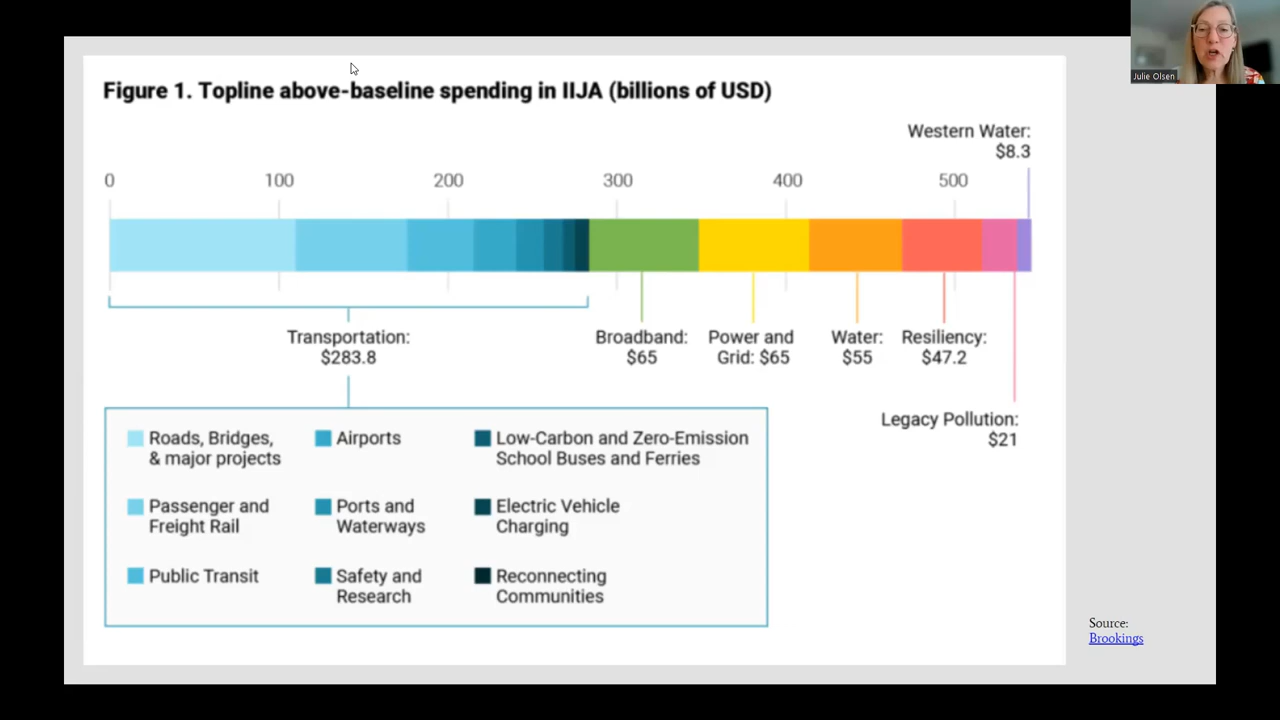 Julie Olsen
Figure 1. Topline above-baseline spending in IIJA (billions of USD)
Western Water:
$8.3
0 100 200 300 400 500
Transportation:
$283.8
Broadband:
$65
Power and
Grid: $65
Water:
$55
Resiliency:
$47.2
Legacy Pollution:
$21
Roads, Bridges,
& major projects
Passenger and
Freight Rail
Public Transit
Airports
Ports and
Waterways
Safety and
Research
Low-Carbon and Zero-Emission
School Buses and Ferries
Electric Vehicle
Charging
Reconnecting
Communities
Source:
Brookings